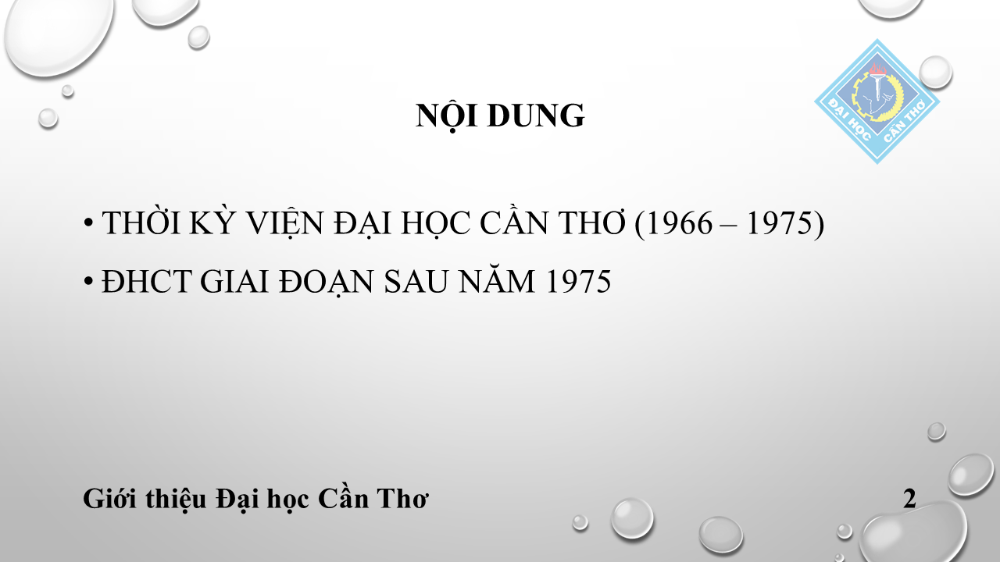 ĐẠI HỌC CẦN THƠ
NỘI DUNG
• THỜI KỲ VIỆN ĐẠI HỌC CẦN THƠ (1966 – 1975)
• ĐHCT GIAI ĐOẠN SAU NĂM 1975
Giới thiệu Đại học Cần Thơ
2